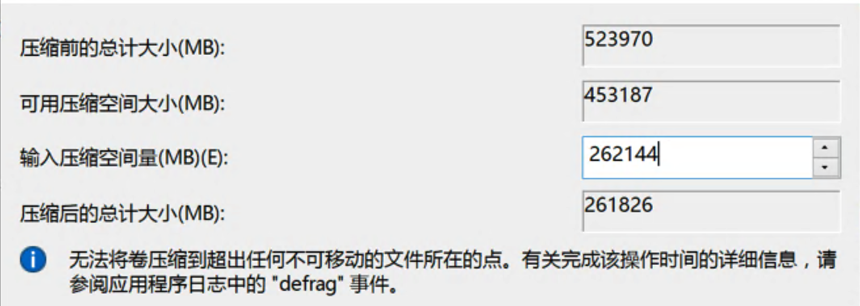 压缩前的总计大小(MB): 523970
可用压缩空间大小(MB): 453187
输入压缩空间量(MB)(E): 262144
压缩后的总计大小(MB): 261826
无法将卷压缩到超出任何不可移动的文件所在的点。有关完成该操作时间的详细信息，请
参阅应用程序日志中的 "defrag" 事件。